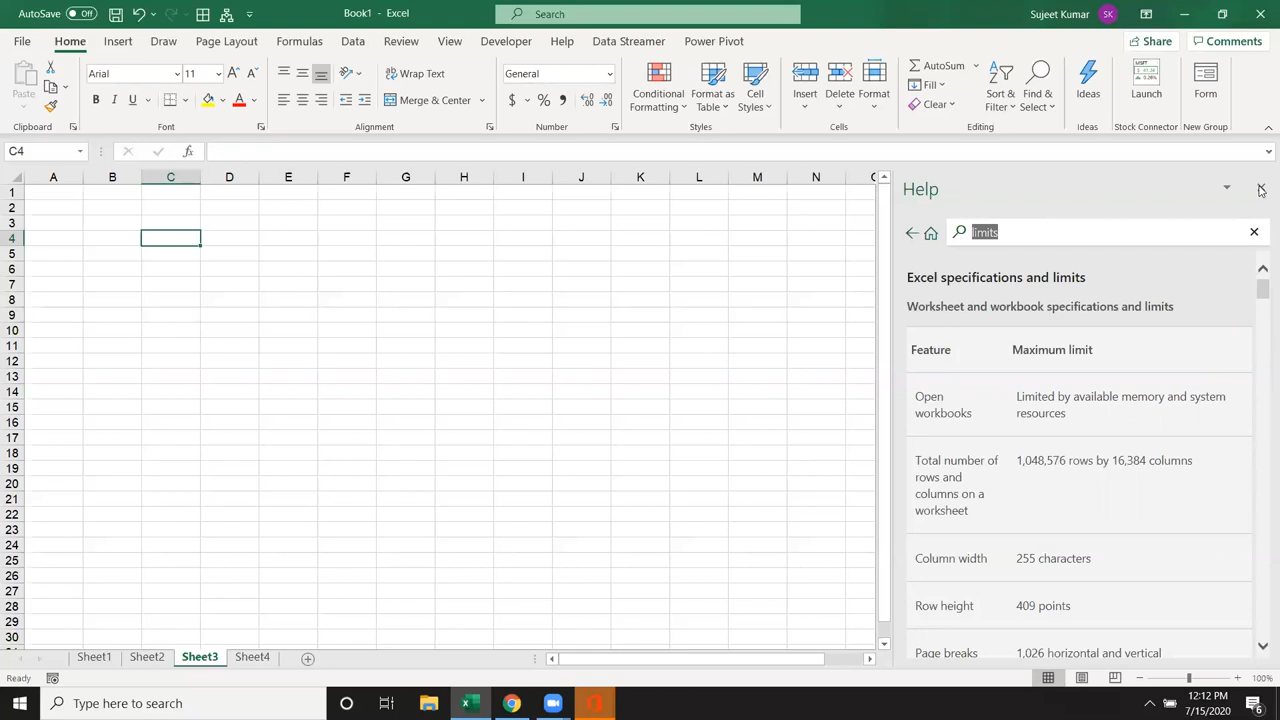 AutoSave Off Book1 - Excel Search Sujeet Kumar SK
File Home Insert Draw Page Layout Formulas Data Review View Developer Help Data Streamer Power Pivot Share Comments
Paste Arial 11 Wrap Text General AutoSum
Merge & Center $ % Conditional Formatting Format as Table Cell Styles Insert Delete Format Fill Clear Sort & Filter Find & Select Ideas Launch Form
B I U
Clipboard Font Alignment Number Styles Cells Editing Ideas Stock Connector New Group
C4 fx
A B C D E F G H I J K L M N
1
2
3
4
5
6
7
8
9
10
11
12
13
14
15
16
17
18
19
20
21
22
23
24
25
26
27
28
29
30
Help
limits
Excel specifications and limits
Worksheet and workbook specifications and limits
Feature Maximum limit
Open workbooks Limited by available memory and system resources
Total number of rows and columns on a worksheet 1,048,576 rows by 16,384 columns
Column width 255 characters
Row height 409 points
Page breaks 1,026 horizontal and vertical
Sheet1 Sheet2 Sheet3 Sheet4
Ready 100%
Type here to search
12:12 PM
7/15/2020
6